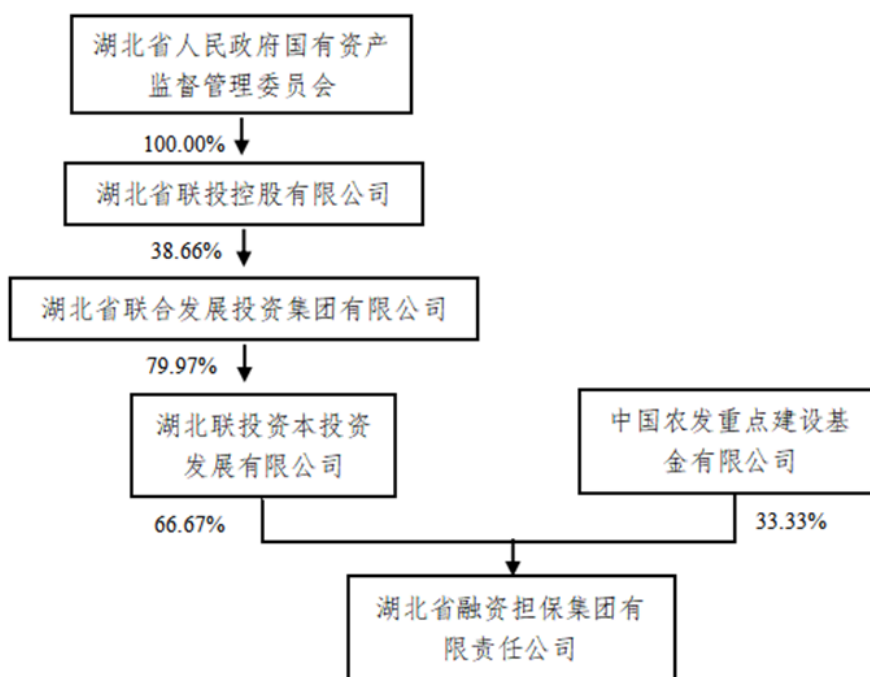 湖北省人民政府国有资产
监督管理委员会
100.00%
湖北省联投控股有限公司
38.66%
湖北省联合发展投资集团有限公司
79.97%
湖北联投资本投资
发展有限公司
中国农发重点建设基
金有限公司
66.67%
33.33%
湖北省融资担保集团有
限责任公司